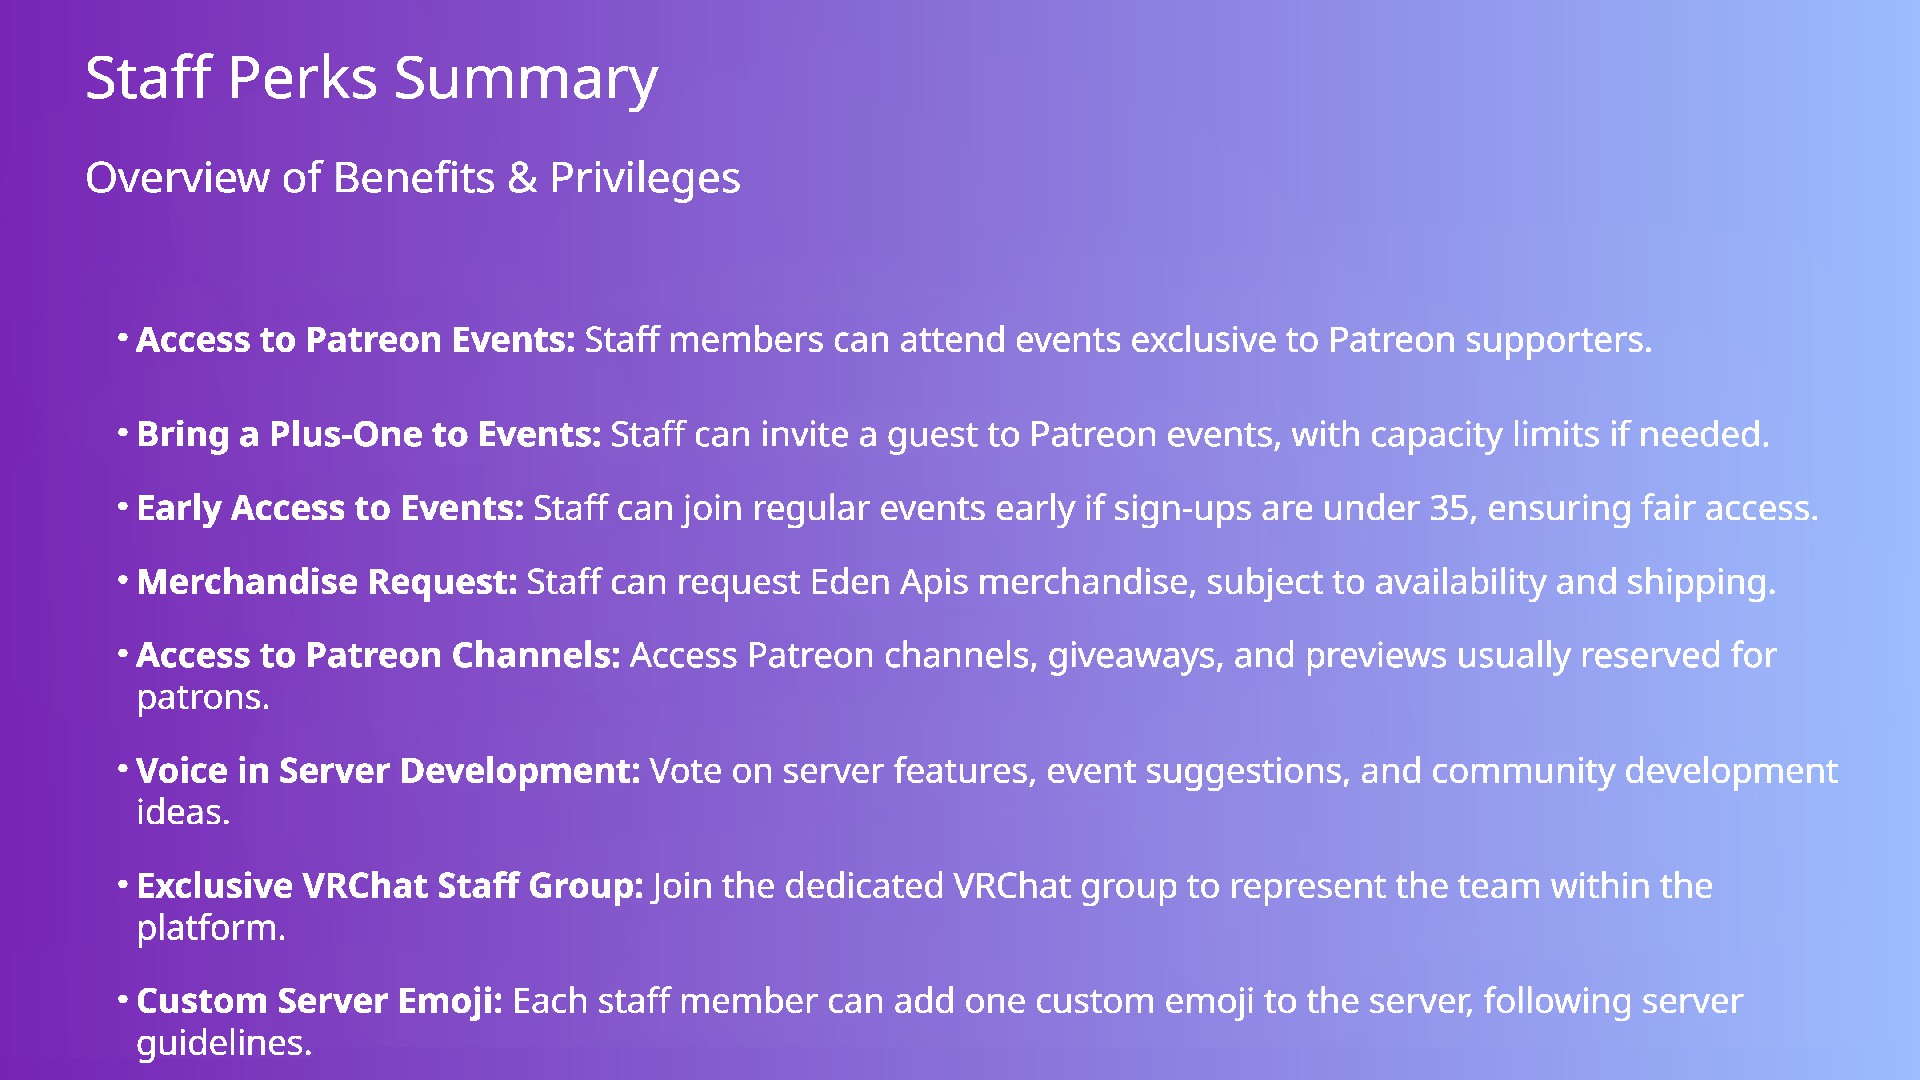 Staff Perks Summary
Overview of Benefits & Privileges
• Access to Patreon Events: Staff members can attend events exclusive to Patreon supporters.
• Bring a Plus-One to Events: Staff can invite a guest to Patreon events, with capacity limits if needed.
• Early Access to Events: Staff can join regular events early if sign-ups are under 35, ensuring fair access.
• Merchandise Request: Staff can request Eden Apis merchandise, subject to availability and shipping.
• Access to Patreon Channels: Access Patreon channels, giveaways, and previews usually reserved for
patrons.
• Voice in Server Development: Vote on server features, event suggestions, and community development
ideas.
• Exclusive VRChat Staff Group: Join the dedicated VRChat group to represent the team within the
platform.
• Custom Server Emoji: Each staff member can add one custom emoji to the server, following server
guidelines.